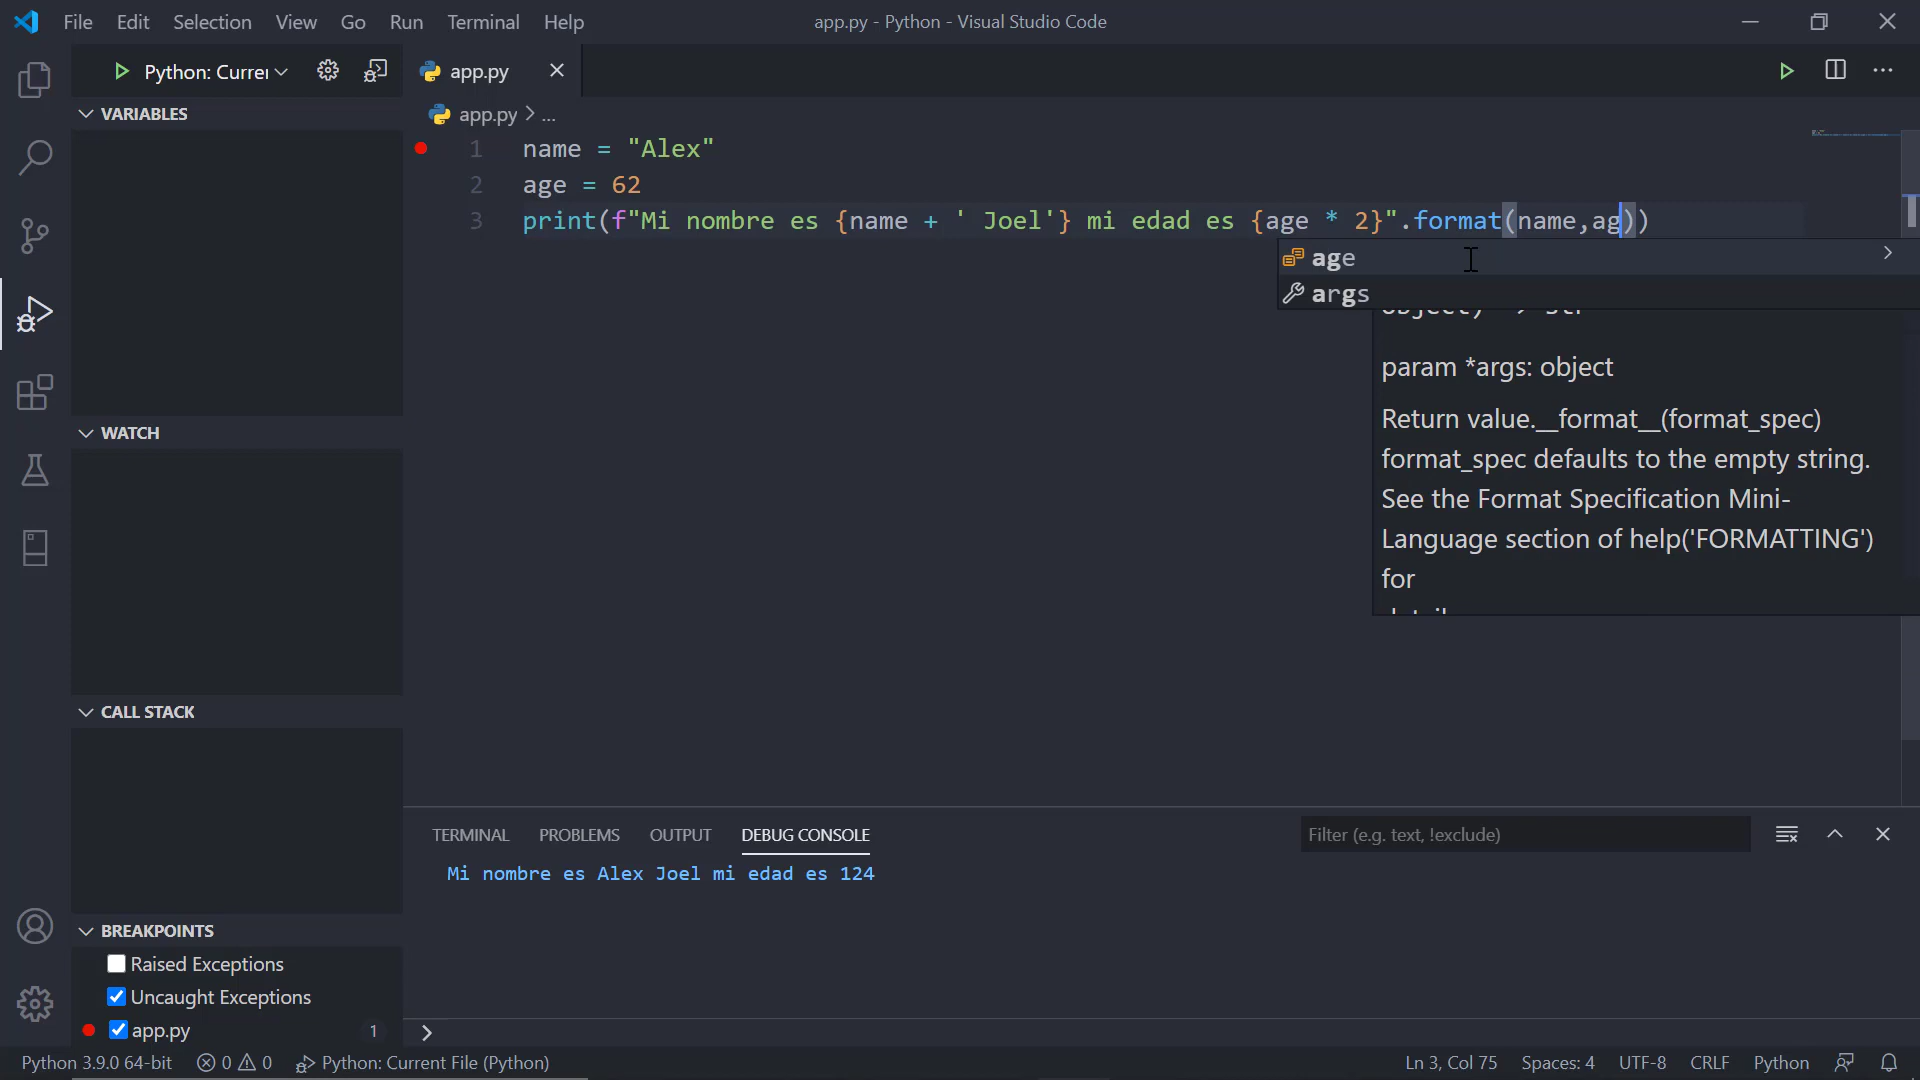 File Edit Selection View Go Run Terminal Help
app.py - Python - Visual Studio Code
Python: Currer
app.py
VARIABLES
app.py > ...
1 name = "Alex"
2 age = 62
3 print(f"Mi nombre es {name + ' Joel'} mi edad es {age * 2}".format(name,ag))
age
args
object) -> str
param *args: object
Return value.__format__(format_spec)
format_spec defaults to the empty string.
See the Format Specification Mini-
Language section of help('FORMATTING')
for
WATCH
CALL STACK
TERMINAL PROBLEMS OUTPUT DEBUG CONSOLE
Filter (e.g. text, !exclude)
Mi nombre es Alex Joel mi edad es 124
BREAKPOINTS
Raised Exceptions
Uncaught Exceptions
app.py 1
>
Python 3.9.0 64-bit 0 0 Python: Current File (Python)
Ln 3, Col 75 Spaces: 4 UTF-8 CRLF Python